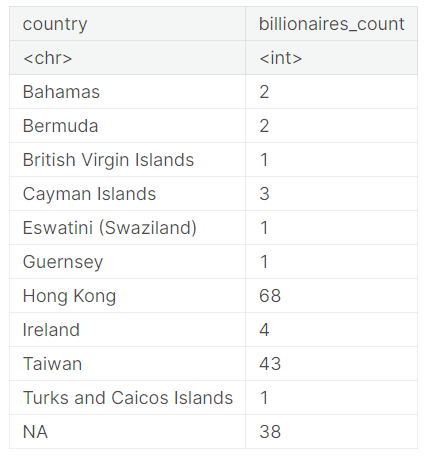 country billionaires_count
<chr> <int>
Bahamas 2
Bermuda 2
British Virgin Islands 1
Cayman Islands 3
Eswatini (Swaziland) 1
Guernsey 1
Hong Kong 68
Ireland 4
Taiwan 43
Turks and Caicos Islands 1
NA 38